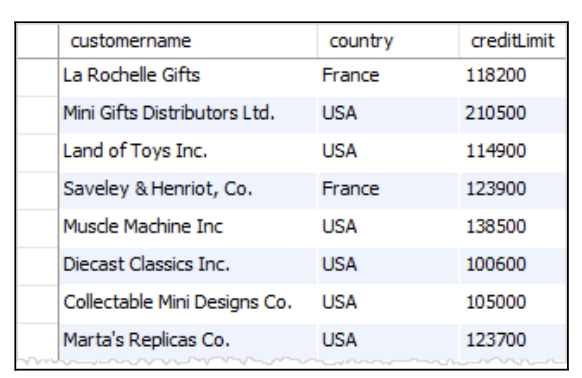 customername country creditLimit
La Rochelle Gifts France 118200
Mini Gifts Distributors Ltd. USA 210500
Land of Toys Inc. USA 114900
Saveley & Henriot, Co. France 123900
Muscle Machine Inc USA 138500
Diecast Classics Inc. USA 100600
Collectable Mini Designs Co. USA 105000
Marta's Replicas Co. USA 123700